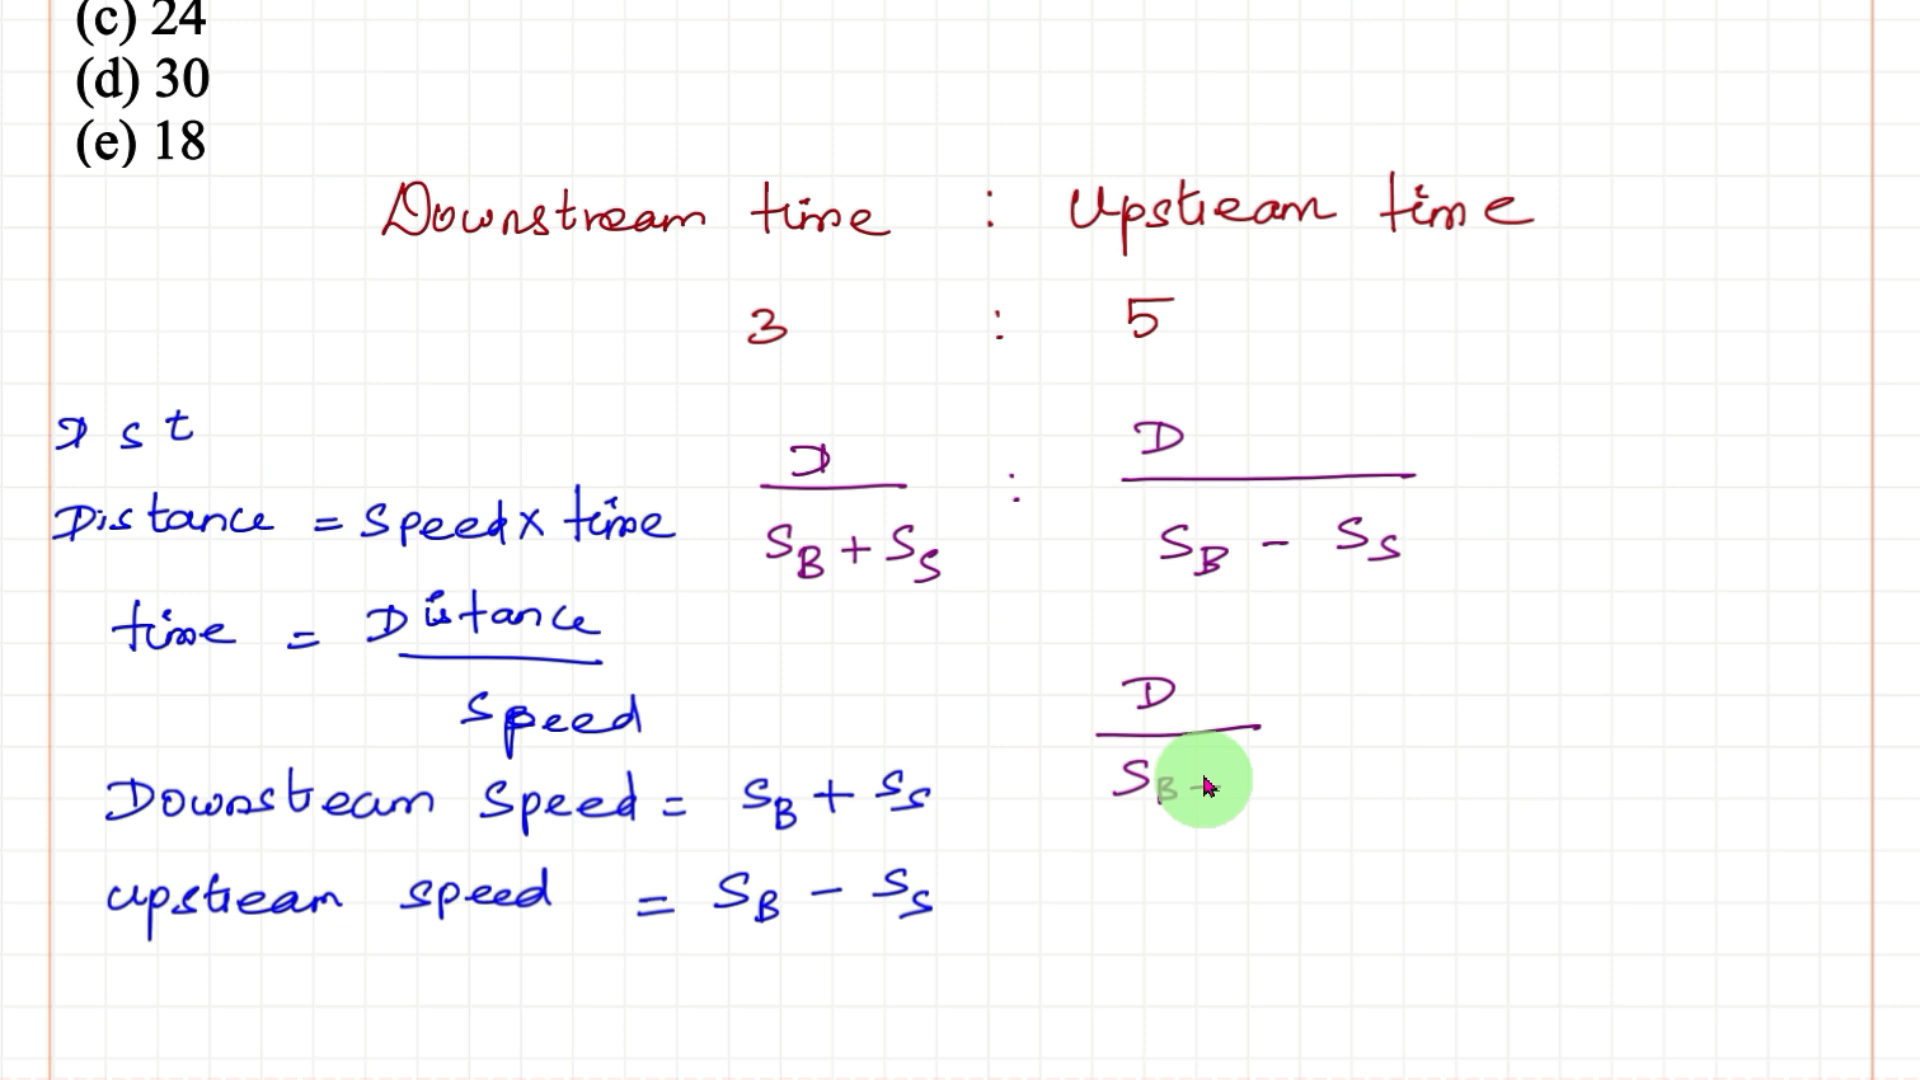 (c) 24
(d) 30
(e) 18
Downstream time : Upstream time
3 : 5
D s t
D / S_B + S_S : D / S_B - S_S
Distance = Speed x time
time = Distance / Speed
D / S_B -
Downstream Speed = S_B + S_S
upstream speed = S_B - S_S